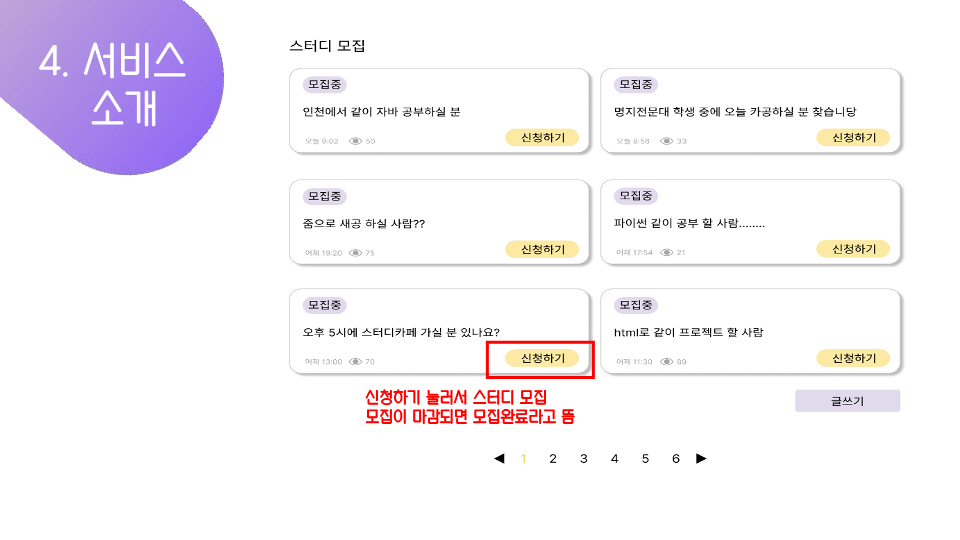 4. 서비스
소개
스터디 모집
모집중
인천에서 같이 자바 공부하실 분
오늘 9:02 50
신청하기
모집중
명지전문대 학생 중에 오늘 카공하실 분 찾습니당
오늘 8:56 33
신청하기
모집중
줌으로 새공 하실 사람??
어제 19:20 75
신청하기
모집중
파이썬 같이 공부 할 사람........
어제 17:54 21
신청하기
모집중
오후 5시에 스터디카페 가실 분 있나요?
어제 13:00 70
신청하기
모집중
html로 같이 프로젝트 할 사람
어제 11:30 89
신청하기
신청하기 눌러서 스터디 모집
모집이 마감되면 모집완료라고 뜸
글쓰기
◀ 1 2 3 4 5 6 ▶